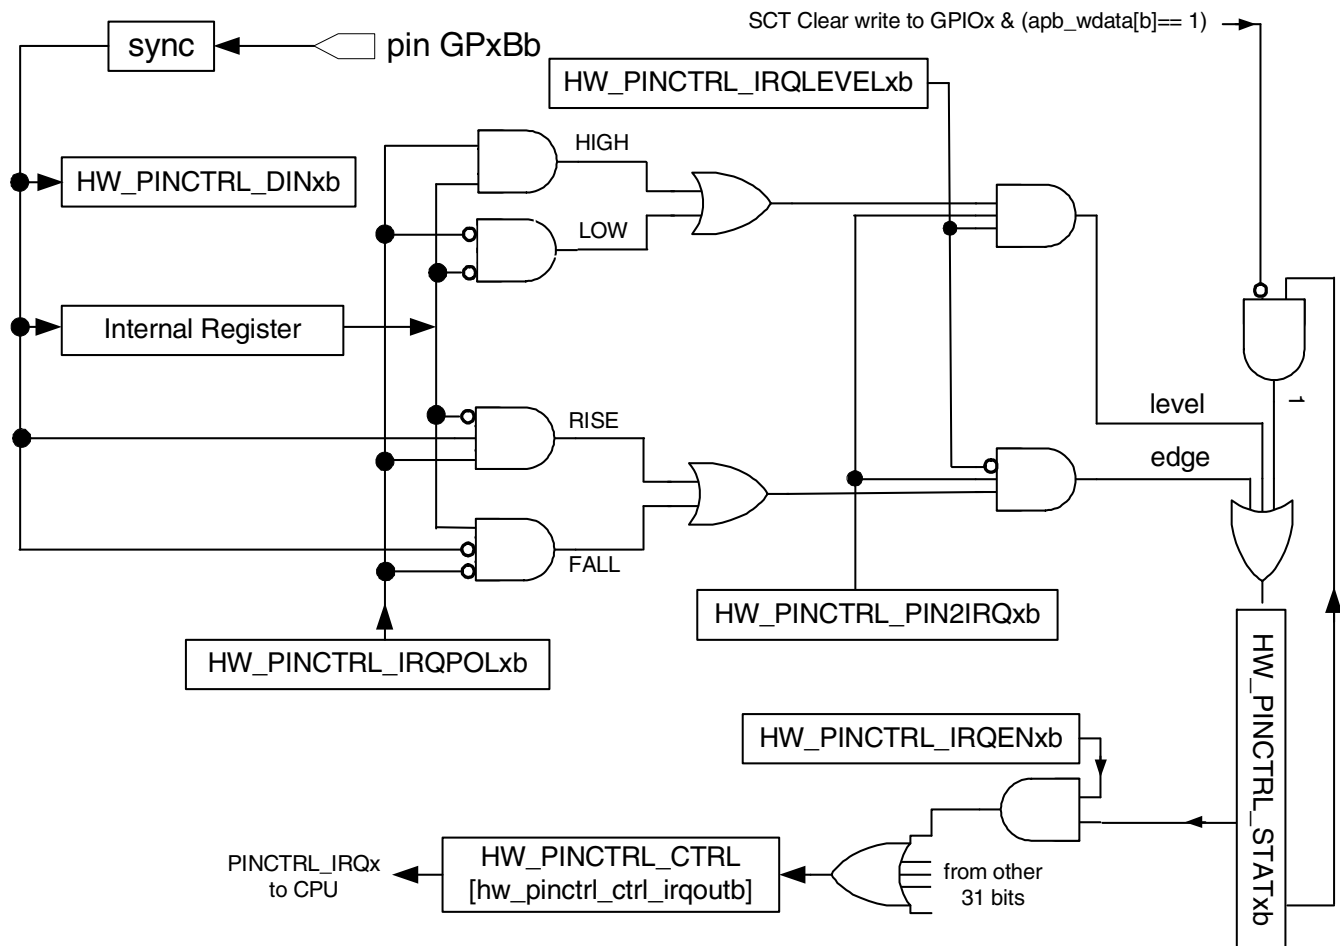 SCT Clear write to GPIOx & (apb_wdata[b]== 1)
sync
pin GPxBb
HW_PINCTRL_IRQLEVELxb
HIGH
HW_PINCTRL_DINxb
LOW
Internal Register
1
level
RISE
edge
FALL
HW_PINCTRL_PIN2IRQxb
HW_PINCTRL_IRQPOLxb
HW_PINCTRL_STATxb
HW_PINCTRL_IRQENxb
PINCTRL_IRQx
to CPU
HW_PINCTRL_CTRL
[hw_pinctrl_ctrl_irqoutb]
from other
31 bits